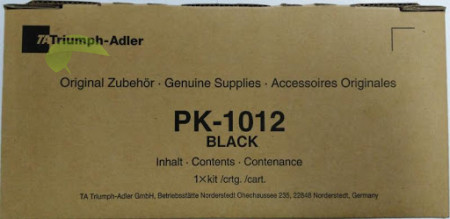 TA Triumph-Adler
Original Zubehör · Genuine Supplies · Accessoires Originales
PK-1012
BLACK
Inhalt · Contents · Contenance
1×kit /crtg. /cart.
TA Triumph-Adler GmbH, Betriebsstätte Norderstedt Ohechaussee 235, 22848 Norderstedt, Germany